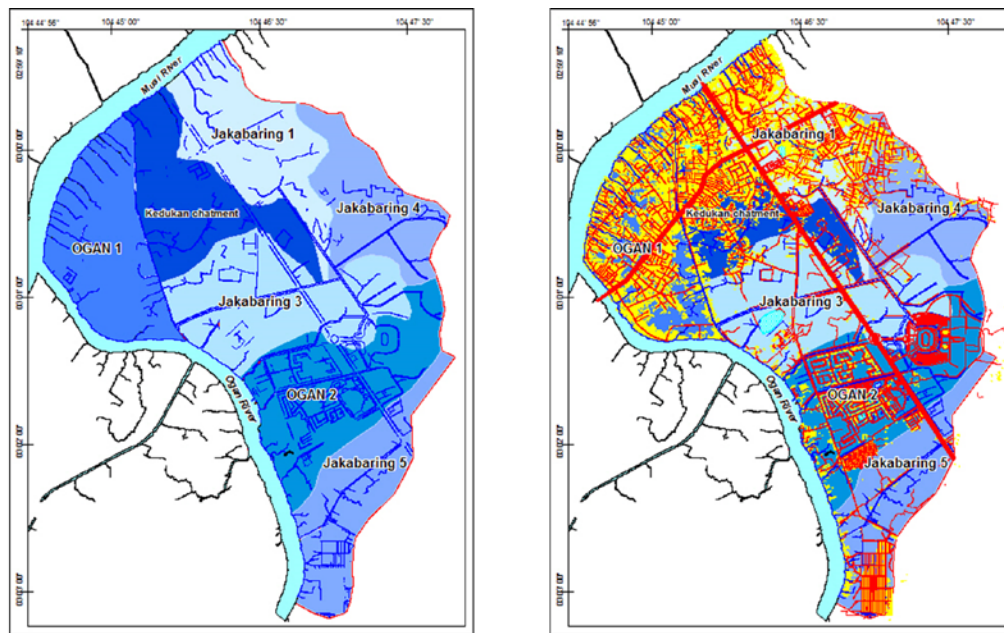 104 44' 56"
104 45' 00'
104 46' 30"
104 47' 30"
Musi River
Jakabaring 1
Kedukan chatment
Jakabaring 4
OGAN 1
Jakabaring 3
Ogan River
OGAN 2
Jakabaring 5
104 44' 56"
104 45' 00'
104 46' 30"
104 47' 30"
Musi River
Jakabaring 1
Kedukan chatment
Jakabaring 4
OGAN 1
Jakabaring 3
Ogan River
OGAN 2
Jakabaring 5